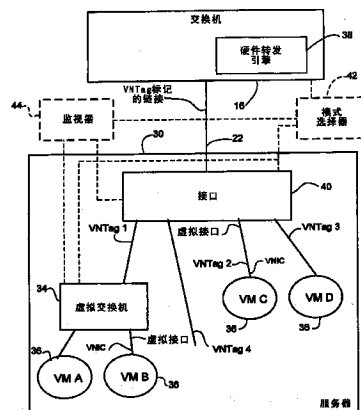 交换机
硬件转发
引擎
38
VNTag标记
的链接
16
44
监视器
42
模式
选择器
30
22
接口
40
VNTag 1
虚拟接口
VNTag 3
VNTag 2
VNIC
34
虚拟交换机
VM C
VM D
36
36
虚拟接口
VNIC
VNTag 4
36
VM A
VM B
36
服务器